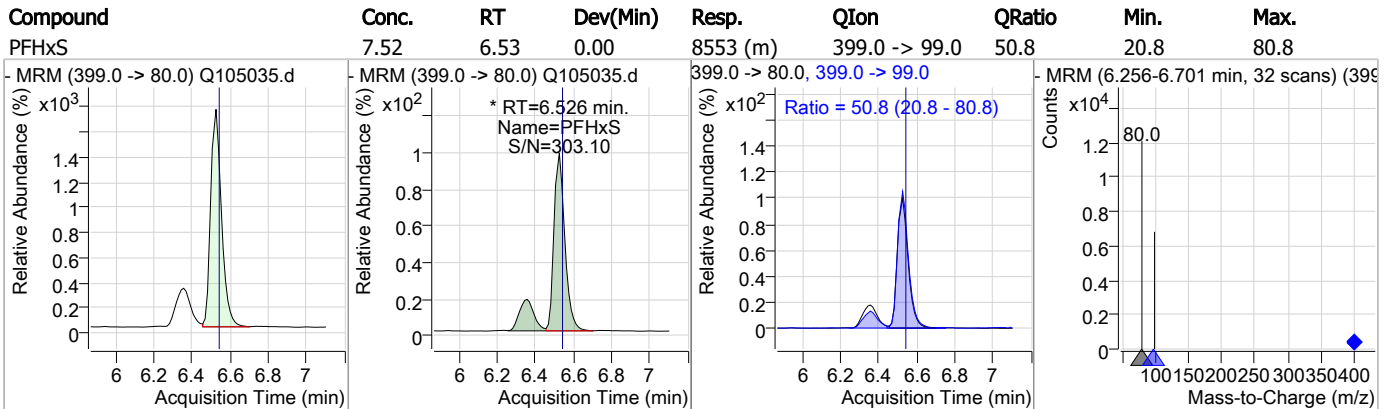 Compound Conc. RT Dev(Min) Resp. QIon QRatio Min. Max.
PFHxS 7.52 6.53 0.00 8553 (m) 399.0 -> 99.0 50.8 20.8 80.8
- MRM (399.0 -> 80.0) Q105035.d
x10³
Relative Abundance (%)
1.4
1.2
1
0.8
0.6
0.4
0.2
0
6 6.2 6.4 6.6 6.8 7
Acquisition Time (min)
- MRM (399.0 -> 80.0) Q105035.d
x10²
* RT=6.526 min.
Name=PFHxS
S/N=303.10
Relative Abundance (%)
1
0.8
0.6
0.4
0.2
0
6 6.2 6.4 6.6 6.8 7
Acquisition Time (min)
399.0 -> 80.0, 399.0 -> 99.0
x10²
Ratio = 50.8 (20.8 - 80.8)
Relative Abundance (%)
1.4
1.2
1
0.8
0.6
0.4
0.2
0
6 6.2 6.4 6.6 6.8 7
Acquisition Time (min)
- MRM (6.256-6.701 min, 32 scans) (399
x10⁴
Counts
80.0
1.2
1
0.8
0.6
0.4
0.2
0
100 150 200 250 300 350 400
Mass-to-Charge (m/z)